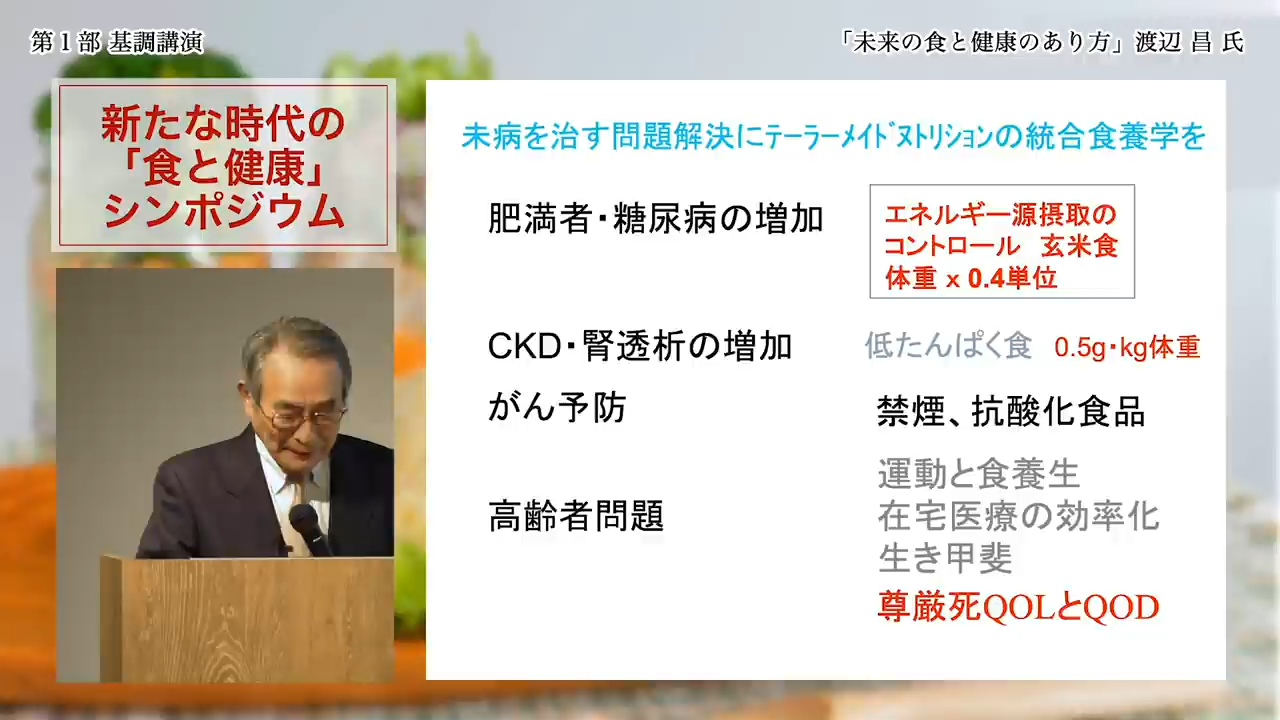 第1部 基調講演
「未来の食と健康のあり方」渡辺 昌 氏
新たな時代の
「食と健康」
シンポジウム
未病を治す問題解決にﾃｰﾗｰﾒｲﾄﾞﾇﾄﾘｼｮﾝの統合食養学を
肥満者・糖尿病の増加
エネルギー源摂取の
コントロール 玄米食
体重 x 0.4単位
CKD・腎透析の増加
低たんぱく食 0.5g・kg体重
がん予防
禁煙、抗酸化食品
高齢者問題
運動と食養生
在宅医療の効率化
生き甲斐
尊厳死QOLとQOD